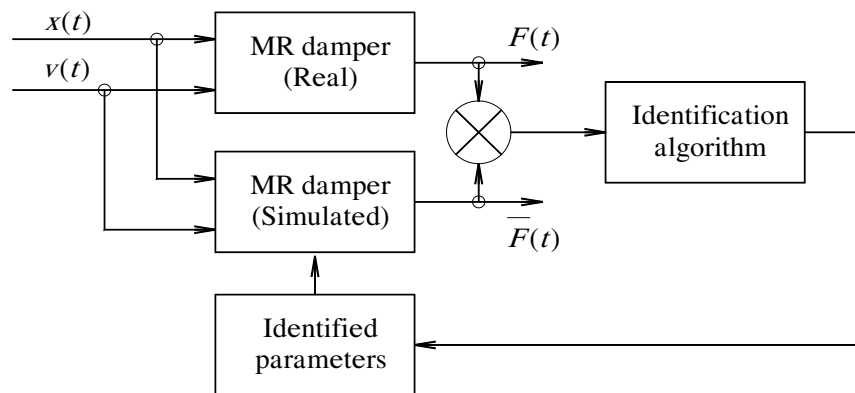 x(t)
v(t)
MR damper
(Real)
F(t)
Identification
algorithm
MR damper
(Simulated)
F̅(t)
Identified
parameters